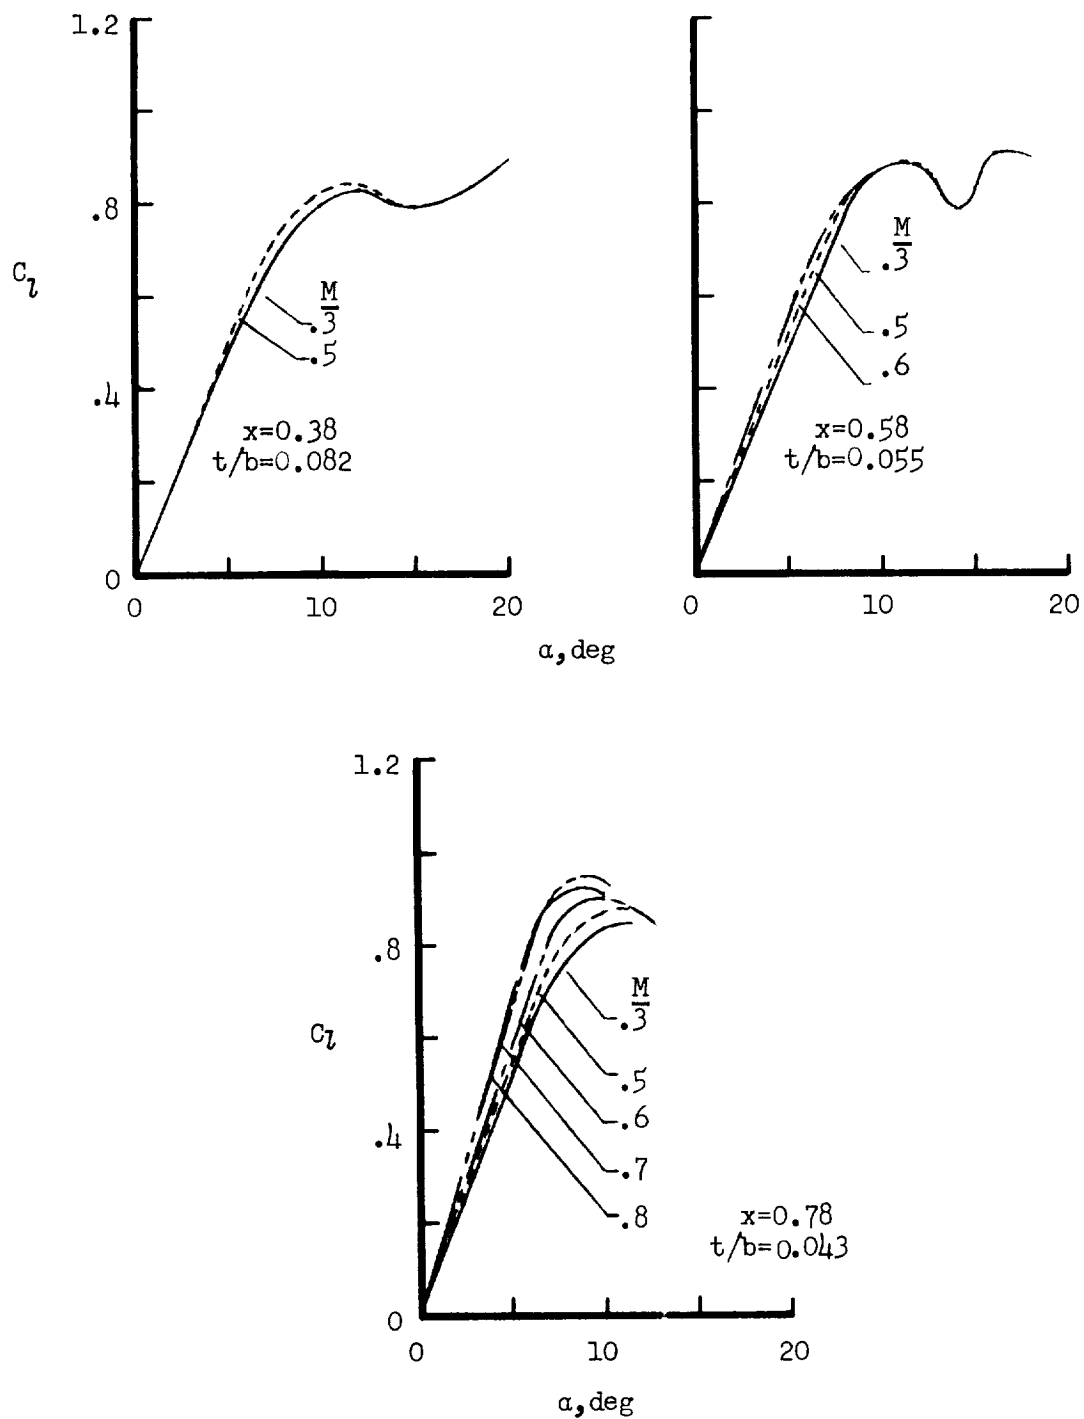 1.2
.8
.4
0
C_l
M
.3
.5
x=0.38
t/b=0.082
0
10
20
M
.3
.5
.6
x=0.58
t/b=0.055
0
10
20
α, deg
1.2
.8
.4
0
C_l
M
.3
.5
.6
.7
.8
x=0.78
t/b=0.043
0
10
20
α, deg